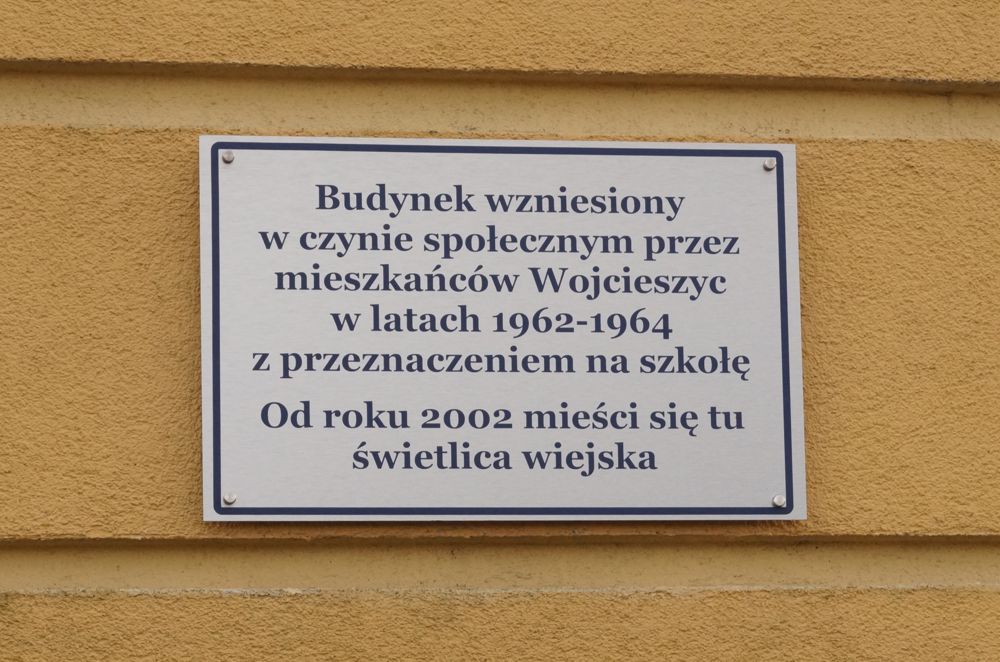 Budynek wzniesiony
w czynie społecznym przez
mieszkańców Wojcieszyc
w latach 1962-1964
z przeznaczeniem na szkołę
Od roku 2002 mieści się tu
świetlica wiejska